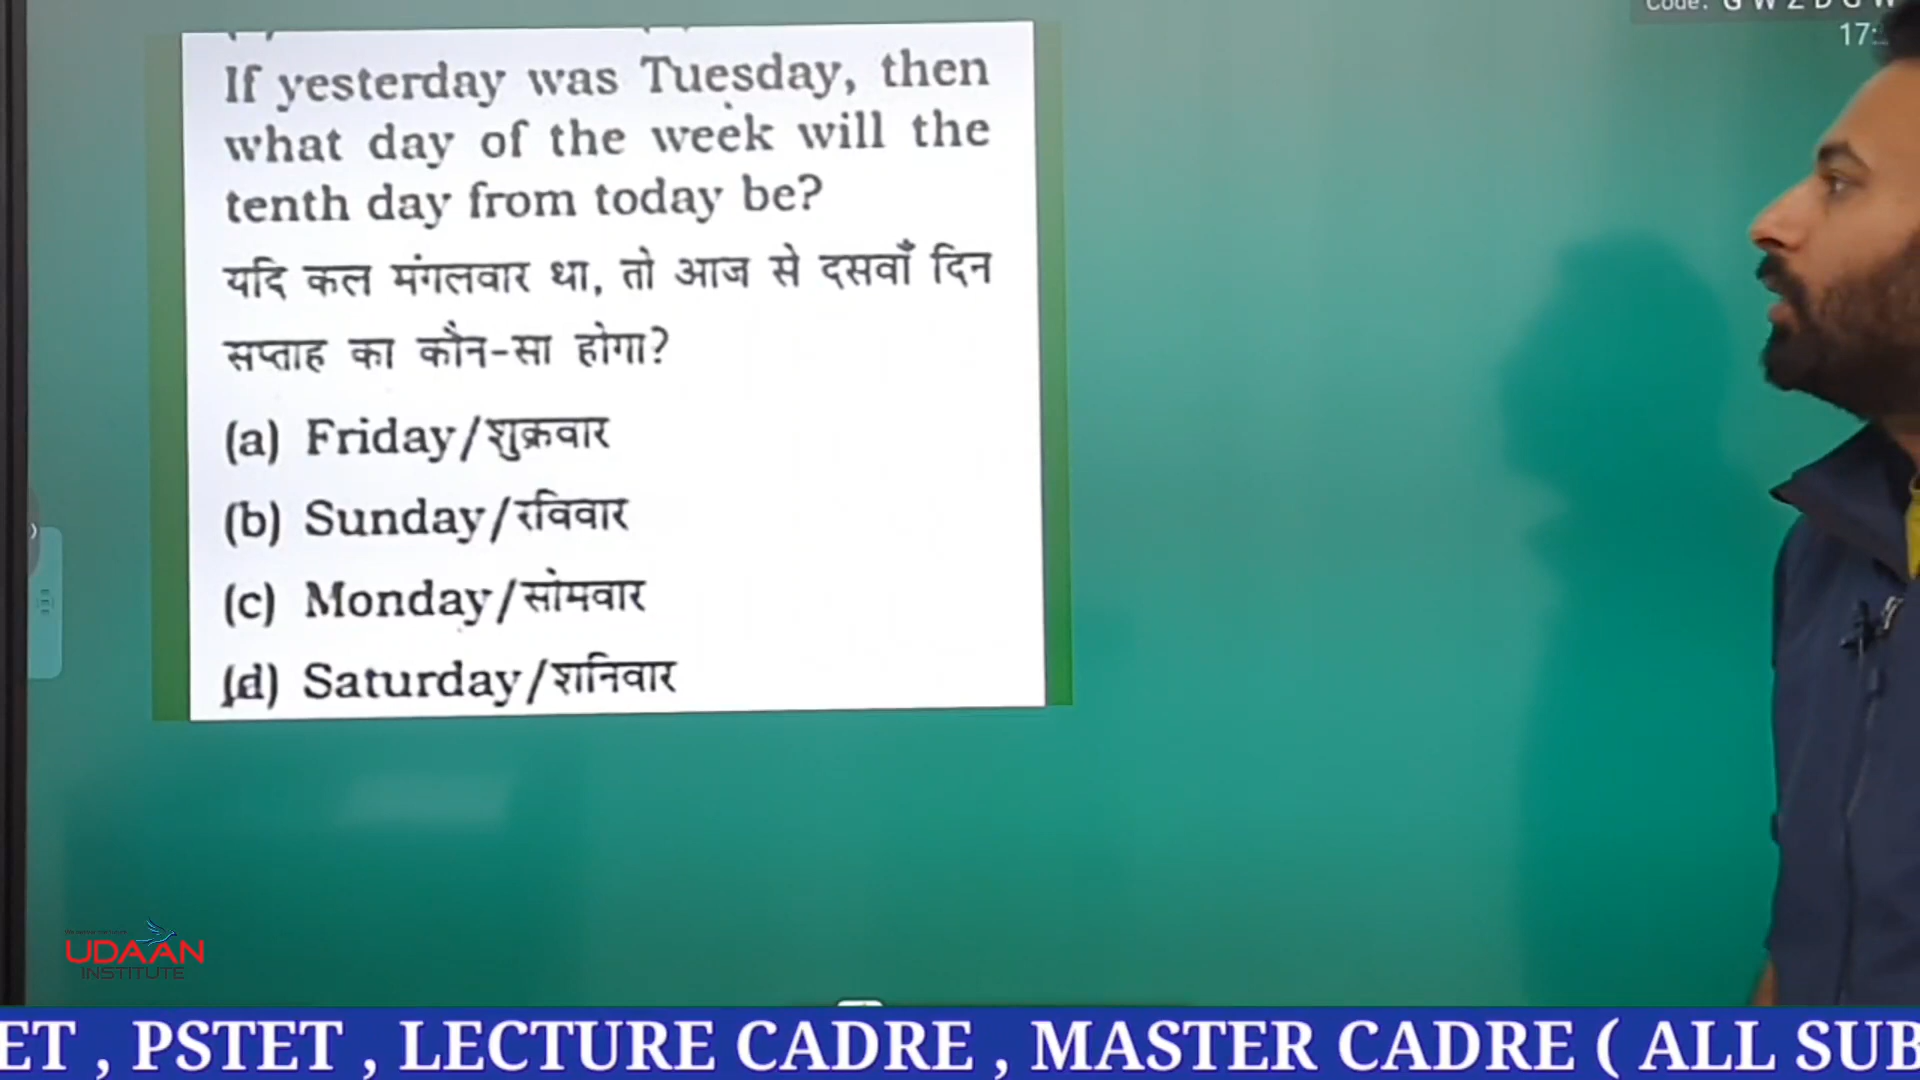 Code: G W Z D G W
17:
If yesterday was Tuesday, then
what day of the week will the
tenth day from today be?
यदि कल मंगलवार था, तो आज से दसवाँ दिन
सप्ताह का कौन-सा होगा?
(a) Friday/शुक्रवार
(b) Sunday/रविवार
(c) Monday/सोमवार
(d) Saturday/शनिवार
UDAAN
INSTITUTE
ET , PSTET , LECTURE CADRE , MASTER CADRE ( ALL SUB